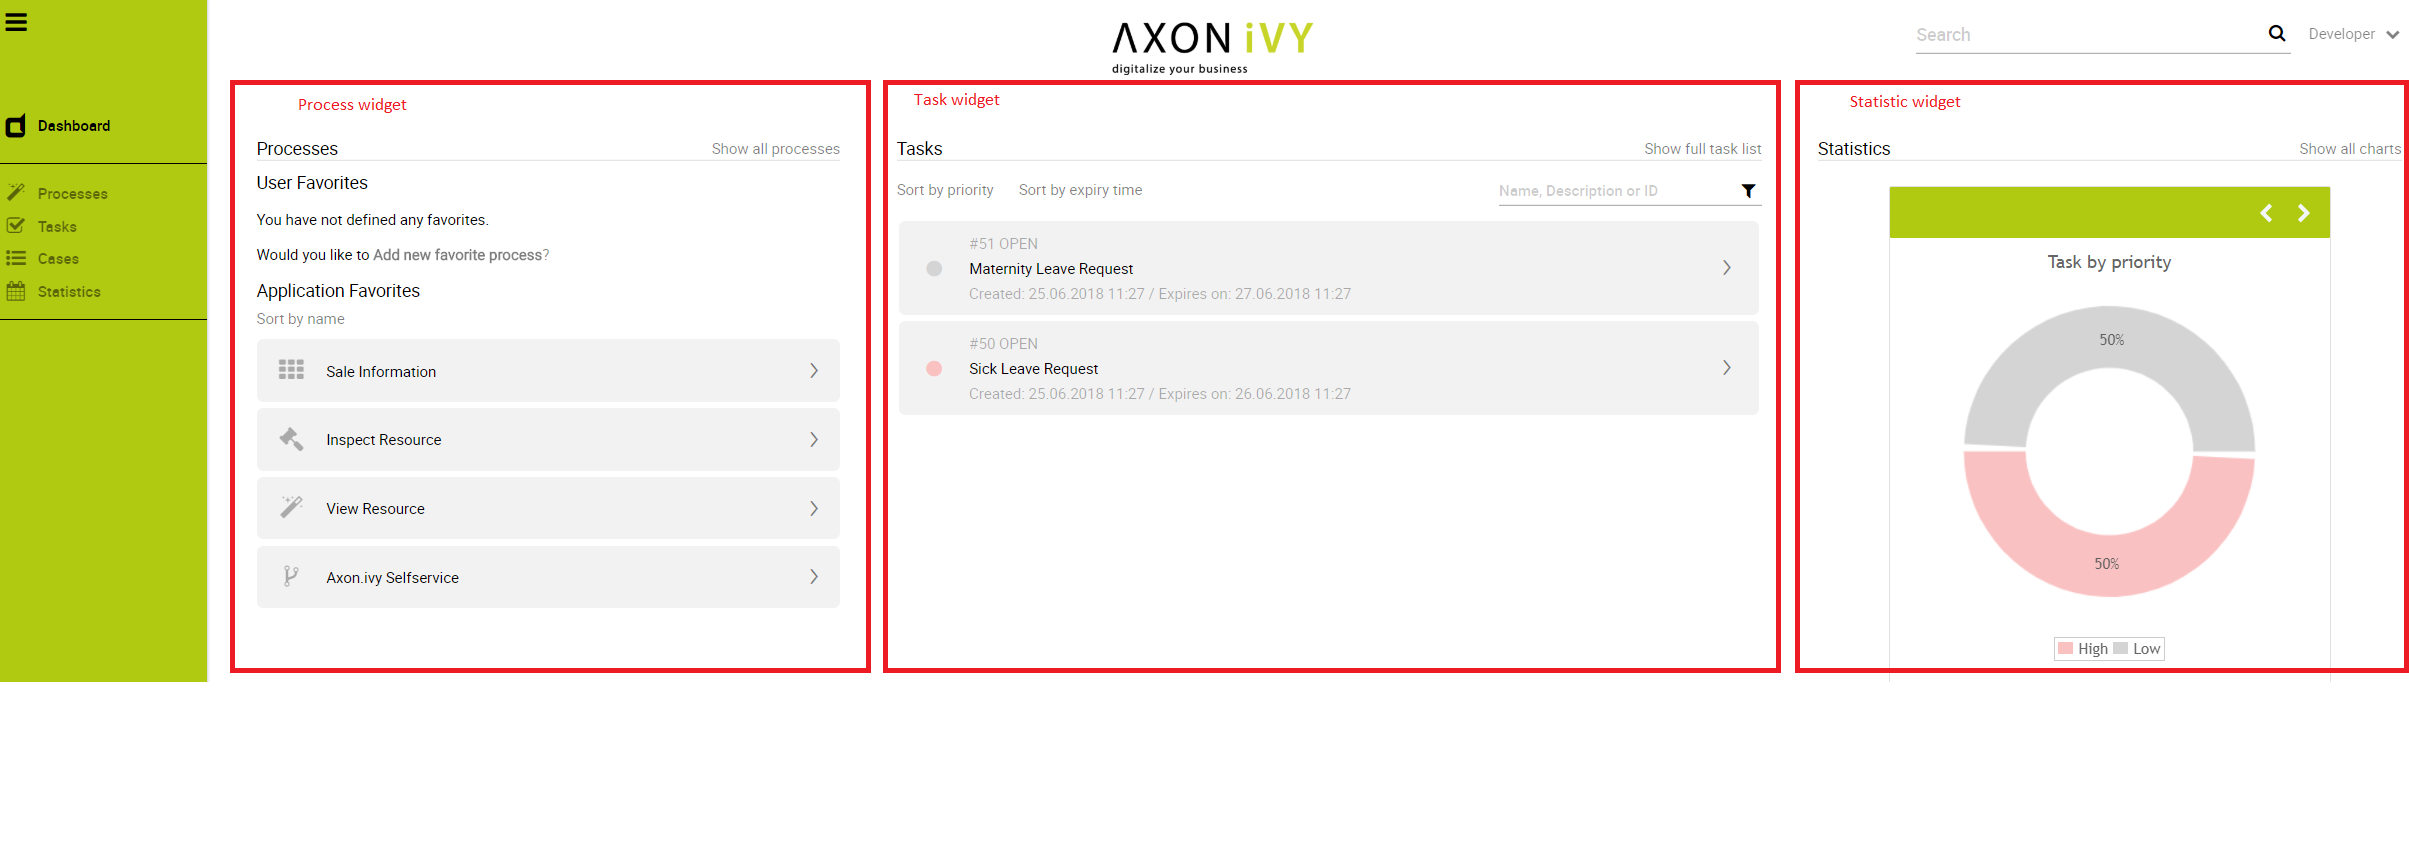 AXON iVY
digitalize your business
Search
Developer
Dashboard
Processes
Tasks
Cases
Statistics
Process widget
Processes
Show all processes
User Favorites
You have not defined any favorites.
Would you like to Add new favorite process?
Application Favorites
Sort by name
Sale Information
Inspect Resource
View Resource
Axon.ivy Selfservice
Task widget
Tasks
Show full task list
Sort by priority
Sort by expiry time
Name, Description or ID
#51 OPEN
Maternity Leave Request
Created: 25.06.2018 11:27 / Expires on: 27.06.2018 11:27
#50 OPEN
Sick Leave Request
Created: 25.06.2018 11:27 / Expires on: 26.06.2018 11:27
Statistic widget
Statistics
Show all charts
Task by priority
50%
50%
High
Low